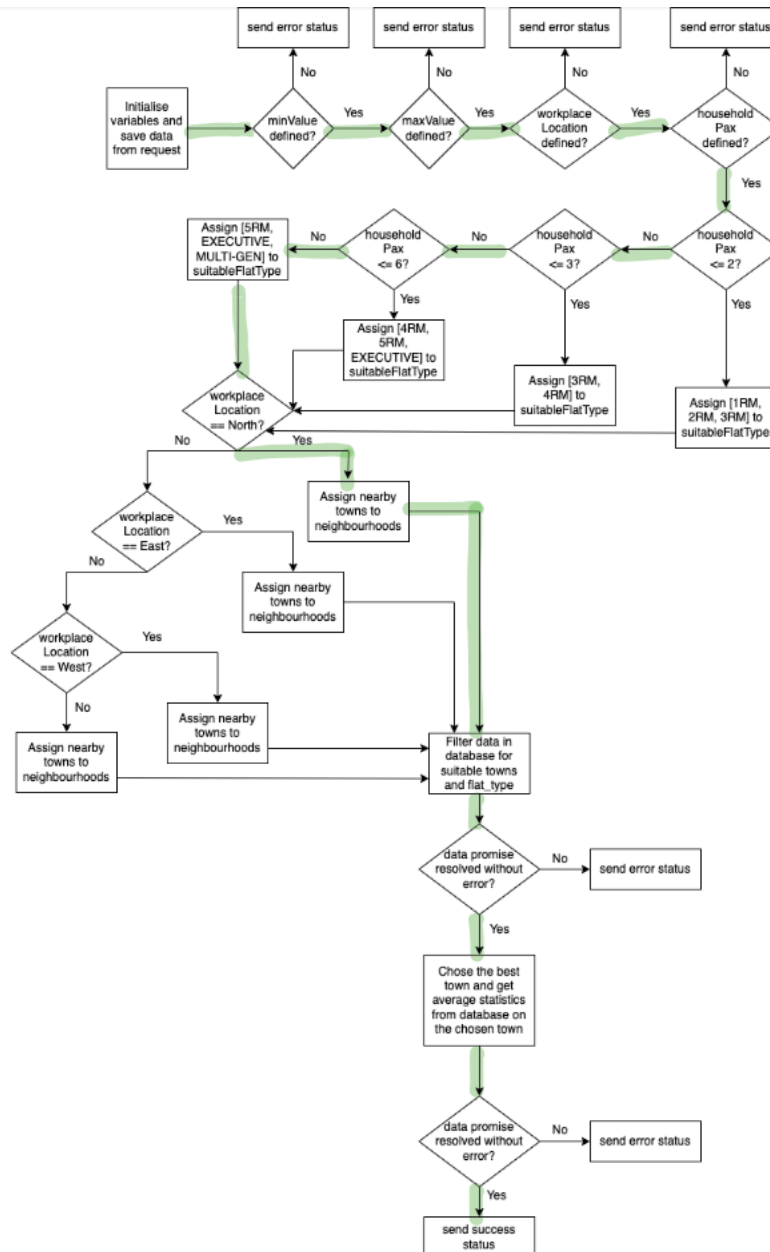 send error status
send error status
send error status
send error status
No
No
No
No
Initialise
variables and
save data
from request
minValue
defined?
Yes
maxValue
defined?
Yes
workplace
Location
defined?
Yes
household
Pax
defined?
Yes
Assign [5RM,
EXECUTIVE,
MULTI-GEN] to
suitableFlatType
No
household
Pax
<= 6?
No
household
Pax
<= 3?
No
household
Pax
<= 2?
Yes
Yes
Yes
Assign [4RM,
5RM,
EXECUTIVE] to
suitableFlatType
Assign [3RM,
4RM] to
suitableFlatType
Assign [1RM,
2RM, 3RM] to
suitableFlatType
workplace
Location
== North?
No
Yes
Assign nearby
towns to
neighbourhoods
workplace
Location
== East?
Yes
No
Assign nearby
towns to
neighbourhoods
workplace
Location
== West?
Yes
No
Assign nearby
towns to
neighbourhoods
Assign nearby
towns to
neighbourhoods
Filter data in
database for
suitable towns
and flat_type
data promise
resolved without
error?
No
send error status
Yes
Chose the best
town and get
average statistics
from database on
the chosen town
data promise
resolved without
error?
No
send error status
Yes
send success
status